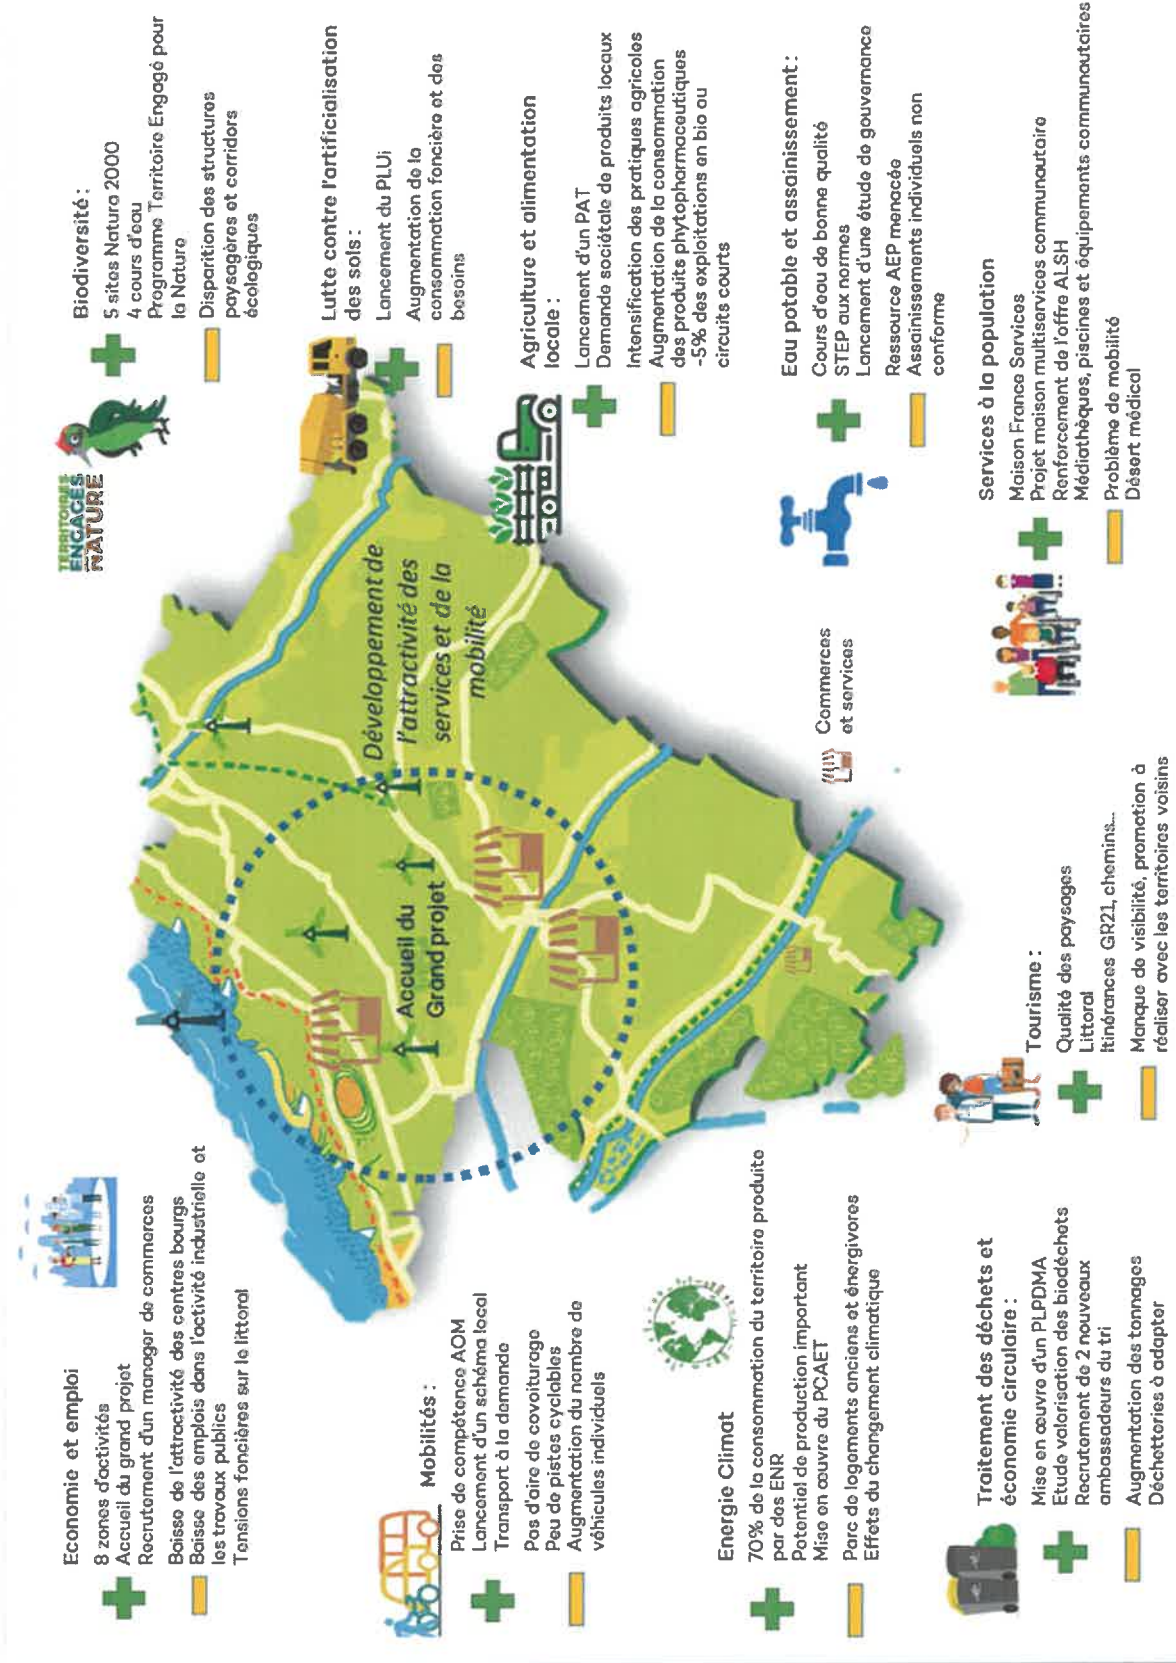 Economie et emploi
8 zones d'activités
Accueil du grand projet
Recrutement d'un manager de commerces
Baisse de l'attractivité des centres bourgs
Baisse des emplois dans l'activité industrielle et
les travaux publics
Tensions foncières sur le littoral
Mobilités :
Prise de compétence AOM
Lancement d'un schéma local
Transport à la demande
Pas d'aire de covoiturage
Peu de pistes cyclables
Augmentation du nombre de
véhicules individuels
Energie Climat
70% de la consommation du territoire produite
par des ENR
Potentiel de production important
Mise en œuvre du PCAET
Parc de logements anciens et énergivores
Effets du changement climatique
Traitement des déchets et
économie circulaire :
Mise en œuvre d'un PLPDMA
Etude valorisation des biodéchets
Recrutement de 2 nouveaux
ambassadeurs du tri
Augmentation des tonnages
Déchetteries à adapter
Accueil du
Grand projet
Développement de
l'attractivité des
services et de la
mobilité
Commerces
et services
Tourisme :
Qualité des paysages
Littoral
Itinérances GR21, chemins...
Manque de visibilité, promotion à
réaliser avec les territoires voisins
TERRITOIRES
ENGAGÉS
NATURE
Biodiversité :
5 sites Natura 2000
4 cours d'eau
Programme Territoire Engagé pour
la Nature
Disparition des structures
paysagères et corridors
écologiques
Lutte contre l'artificialisation
des sols :
Lancement du PLUi
Augmentation de la
consommation foncière et des
besoins
Agriculture et alimentation
locale :
Lancement d'un PAT
Demande sociétale de produits locaux
Intensification des pratiques agricoles
Augmentation de la consommation
des produits phytopharmaceutiques
-5% des exploitations en bio ou
circuits courts
Eau potable et assainissement :
Cours d'eau de bonne qualité
STEP aux normes
Lancement d'une étude de gouvernance
Ressource AEP menacée
Assainissements individuels non
conforme
Services à la population
Maison France Services
Projet maison multiservices communautaire
Renforcement de l'offre ALSH
Médiathèques, piscines et équipements communautaires
Problème de mobilité
Désert médical